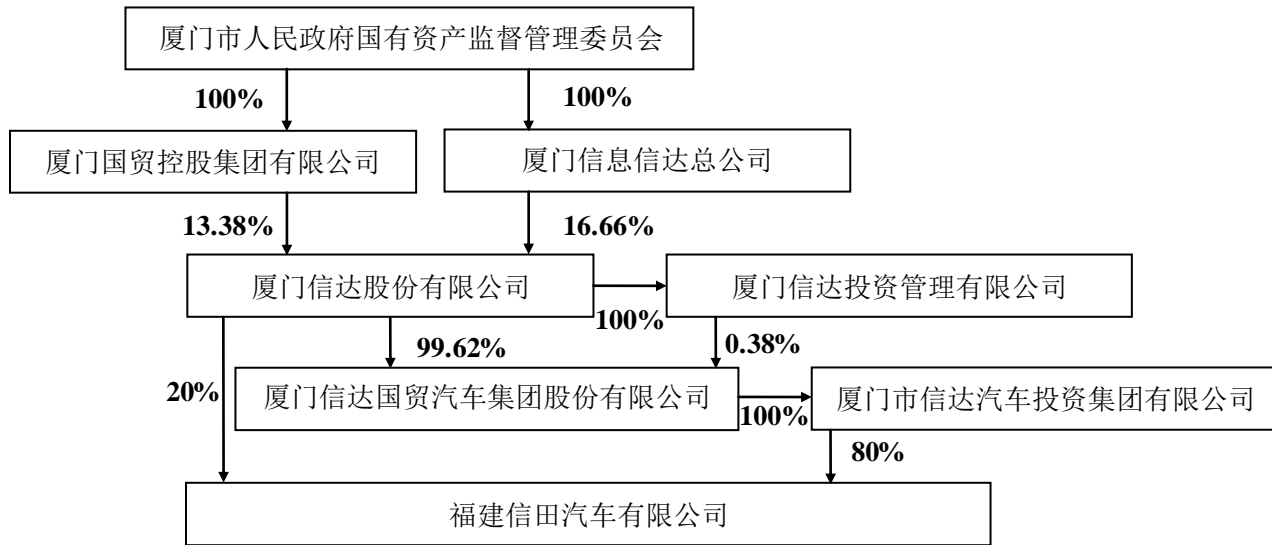 厦门市人民政府国有资产监督管理委员会
100%
100%
厦门国贸控股集团有限公司
厦门信息信达总公司
13.38%
16.66%
厦门信达股份有限公司
厦门信达投资管理有限公司
100%
99.62%
0.38%
20%
厦门信达国贸汽车集团股份有限公司
100%
厦门市信达汽车投资集团有限公司
80%
福建信田汽车有限公司